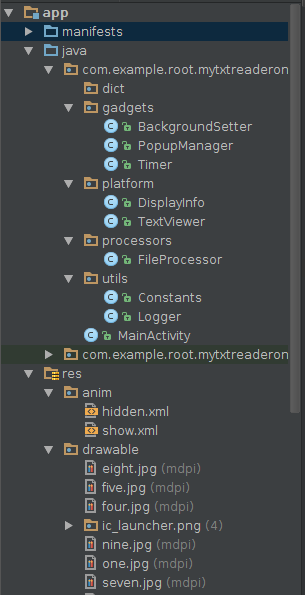 app
manifests
java
com.example.root.mytxtreaderon
dict
gadgets
BackgroundSetter
PopupManager
Timer
platform
DisplayInfo
TextViewer
processors
FileProcessor
utils
Constants
Logger
MainActivity
com.example.root.mytxtreaderon
res
anim
hidden.xml
show.xml
drawable
eight.jpg (mdpi)
five.jpg (mdpi)
four.jpg (mdpi)
ic_launcher.png (4)
nine.jpg (mdpi)
one.jpg (mdpi)
seven.jpg (mdpi)